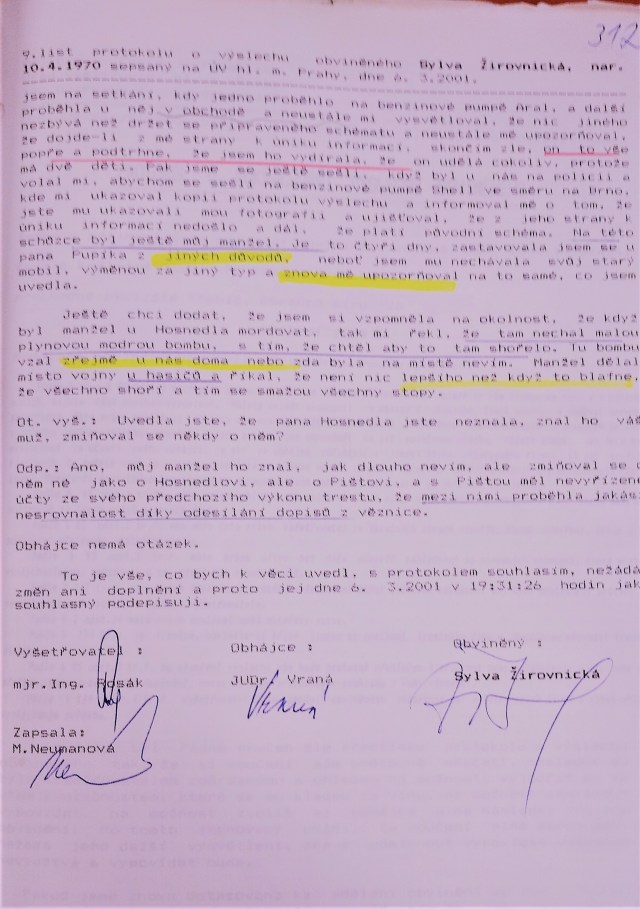 312
9.list protokolu o výslechu obviněného Sylva Žirovnická, nar.
10.4.1970 sepsaný na ÚV hl. m. Prahy, dne 6. 3.2001.
jsem na setkání, kdy jedno proběhlo na benzinové pumpě Aral, a další
proběhla u něj v obchodě a neustále mi vysvětloval, že nic jiného
nezbývá než držet se připraveného schématu a neustále mě upozorňoval,
že dojde-li z mé strany k úniku informací, skončím zle, on to vše
popře a podtrhne, že jsem ho vydírala, že on udělá cokoliv, protože
má dvě děti. Pak jsme se ještě sešli, když byl u nás na policii a
volal mi, abychom se sešli na benzinové pumpě Shell ve směru na Brno,
kde mi ukazoval kopii protokolu výslechu a informoval mě o tom, že
jste mu ukazovali mou fotografii a ujišťoval, že z jeho strany k
úniku informací nedošlo a dál, že platí původní schéma. Na této
schůzce byl ještě můj manžel. Je to čtyři dny, zastavovala jsem se u
pana Fupíka z jiných důvodů, neboť jsem mu nechávala svůj starý
mobil, výměnou za jiný typ a znova mě upozorňoval na to samé, co jsem
uvedla.
Ještě chci dodat, že jsem si vzpomněla na okolnost, že když
byl manžel u Hosnedla mordovat, tak mi řekl, že tam nechal malou
plynovou modrou bombu, s tím, že chtěl aby to tam shořelo. Tu bombu
vzal zřejmě u nás doma nebo zda byla na místě nevím. Manžel dělal
místo vojny u hasičů a říkal, že není nic lepšího než když to blafne,
že všechno shoří a tím se smažou všechny stopy.
Ot. vyš.: Uvedla jste, že pana Hosnedla jste neznala, znal ho váš
muž, zmiňoval se někdy o něm?
Odp.: Ano, můj manžel ho znal, jak dlouho nevím, ale zmiňoval se o
něm né jako o Hosnedlovi, ale o Pištovi, a s Pištou měl nevyřízené
účty ze svého předchozího výkonu trestu, že mezi nimi proběhla jakási
nesrovnalost díky odesílání dopisů z věznice.
Obhájce nemá otázek.
To je vše, co bych k věci uvedl, s protokolem souhlasím, nežádám
změn ani doplnění a proto jej dne 6. 3.2001 v 19:31:26 hodin jako
souhlasný podepisuji.
Vyšetřovatel : Obhájce : Obviněný :
mjr.Ing. Rosák JUDr. Vraná Sylva Žirovnická
Vraná
Zapsala:
M.Neumanová